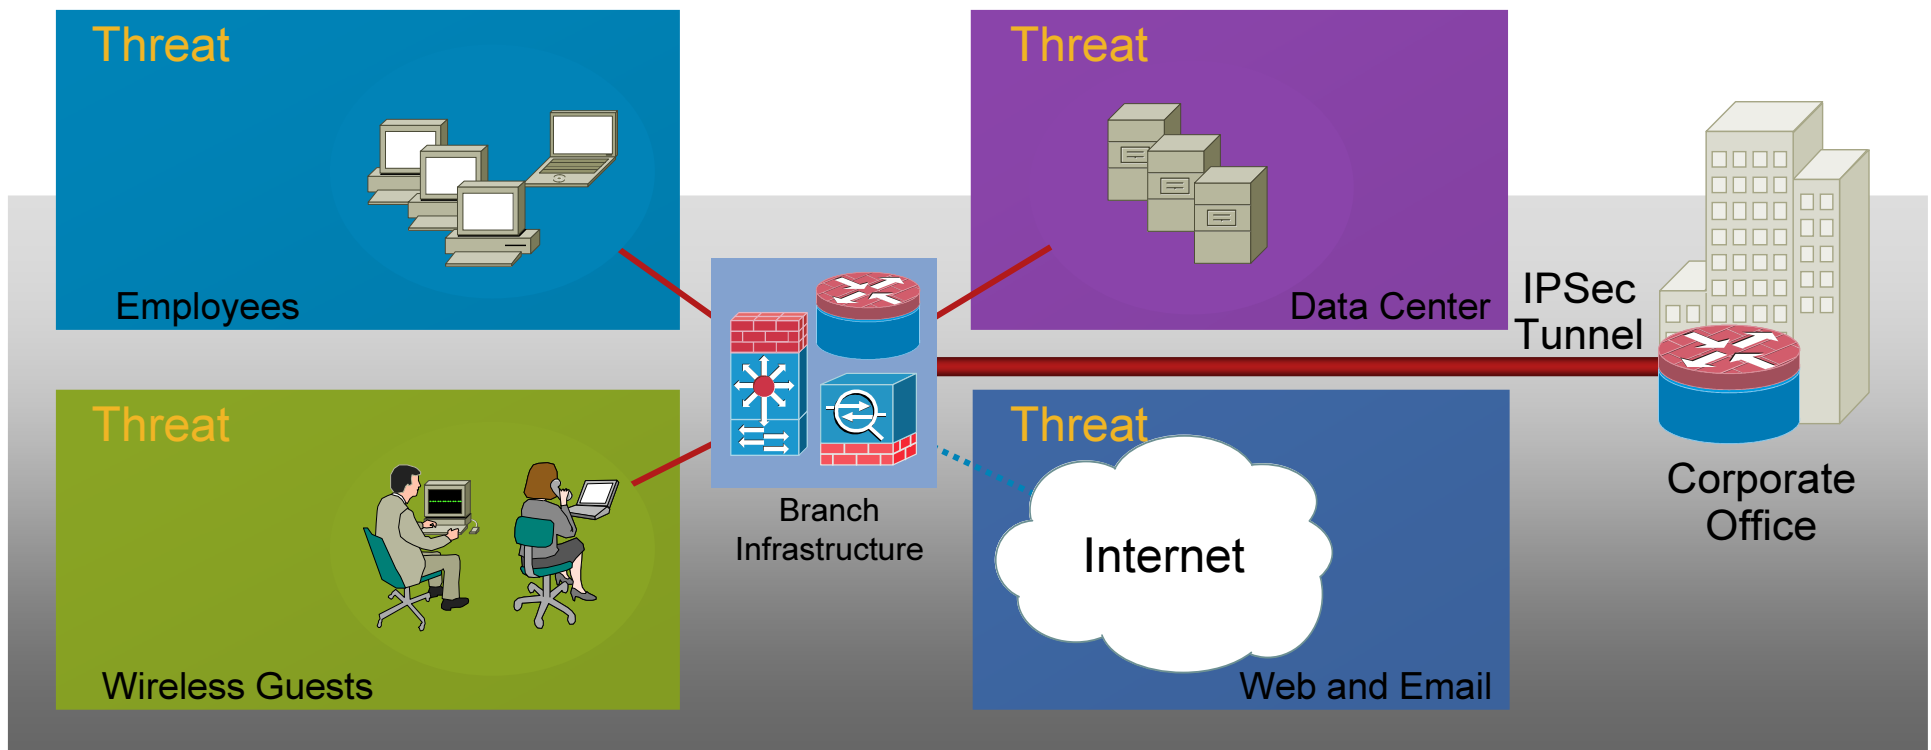 Threat
Employees
Threat
Data Center
IPSec
Tunnel
Threat
Wireless Guests
Branch
Infrastructure
Threat
Internet
Web and Email
Corporate
Office